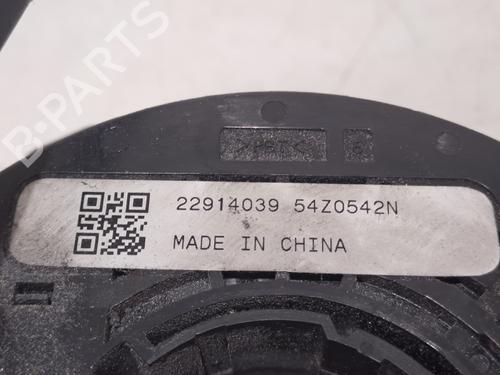 B-PARTS
>PBT<
22914039 54Z0542N
MADE IN CHINA